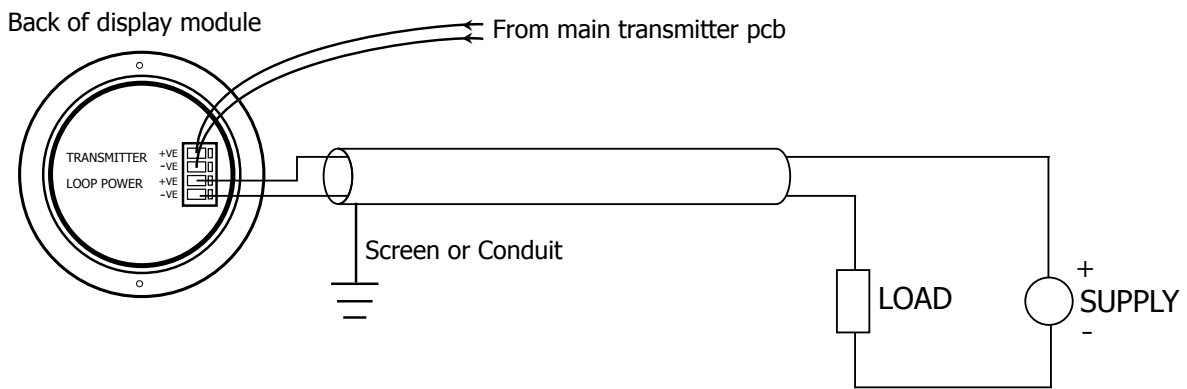 Back of display module
From main transmitter pcb
TRANSMITTER +VE
-VE
LOOP POWER +VE
-VE
Screen or Conduit
+
LOAD
SUPPLY
-